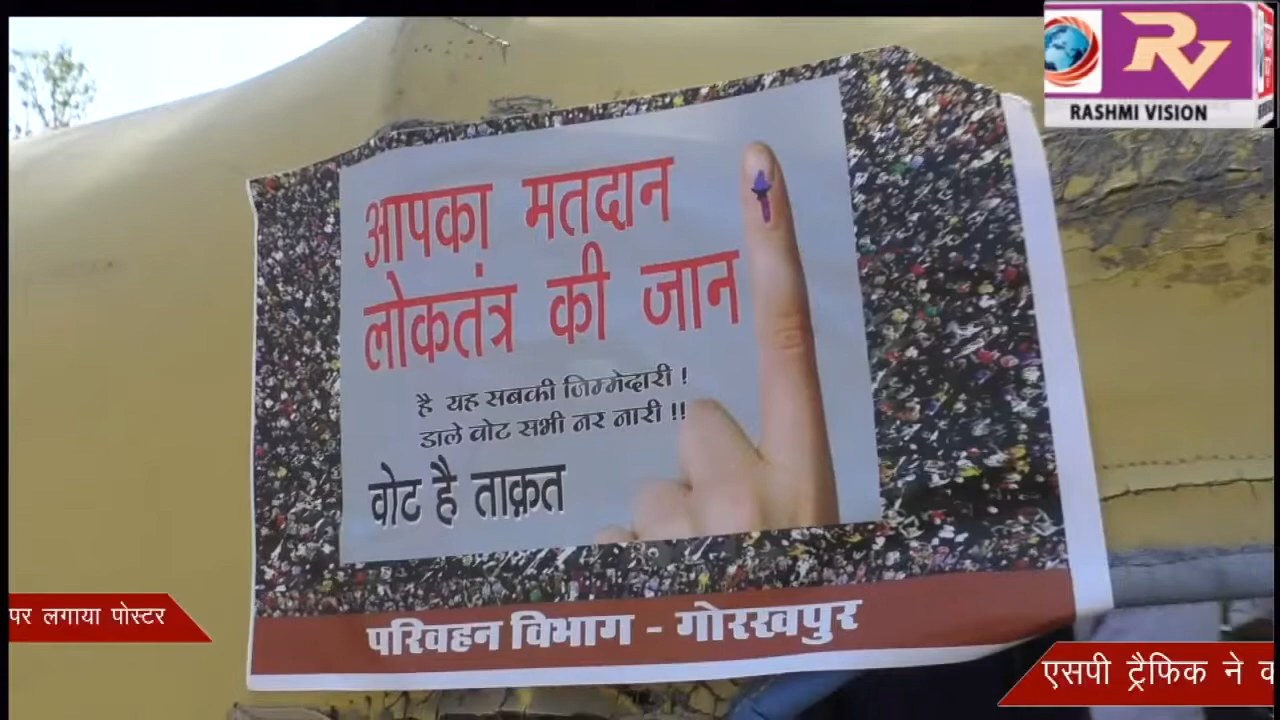 RASHMI VISION
आपका मतदान
लोकतंत्र की जान
है यह सबकी जिम्मेदारी !
डाले वोट सभी नर नारी !!
वोट है ताक़त
परिवहन विभाग - गोरखपुर
पर लगाया पोस्टर
एसपी ट्रैफिक ने